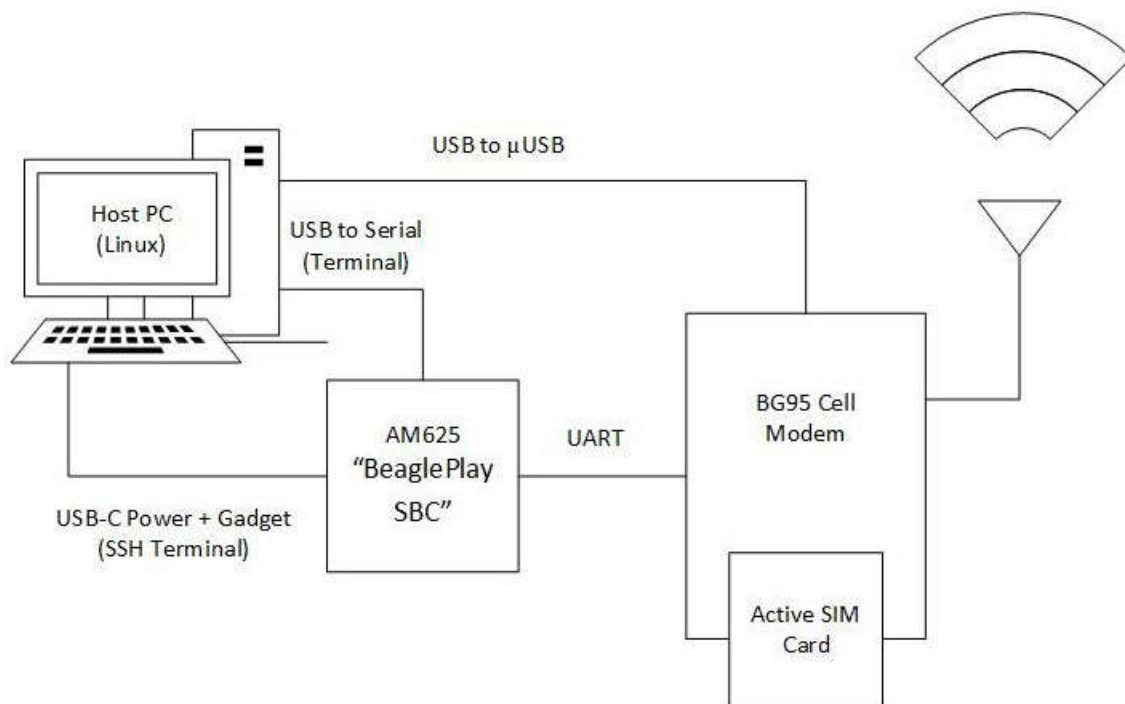 USB to µUSB
Host PC
(Linux)
USB to Serial
(Terminal)
AM625
“BeaglePlay
SBC”
UART
BG95 Cell
Modem
USB-C Power + Gadget
(SSH Terminal)
Active SIM
Card